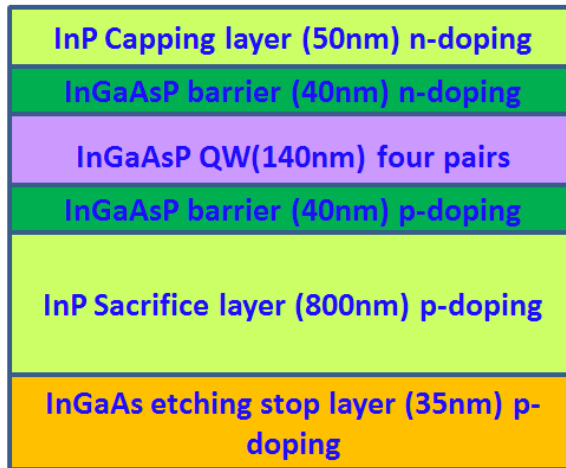 InP Capping layer (50nm) n-doping
InGaAsP barrier (40nm) n-doping
InGaAsP QW(140nm) four pairs
InGaAsP barrier (40nm) p-doping
InP Sacrifice layer (800nm) p-doping
InGaAs etching stop layer (35nm) p-
doping